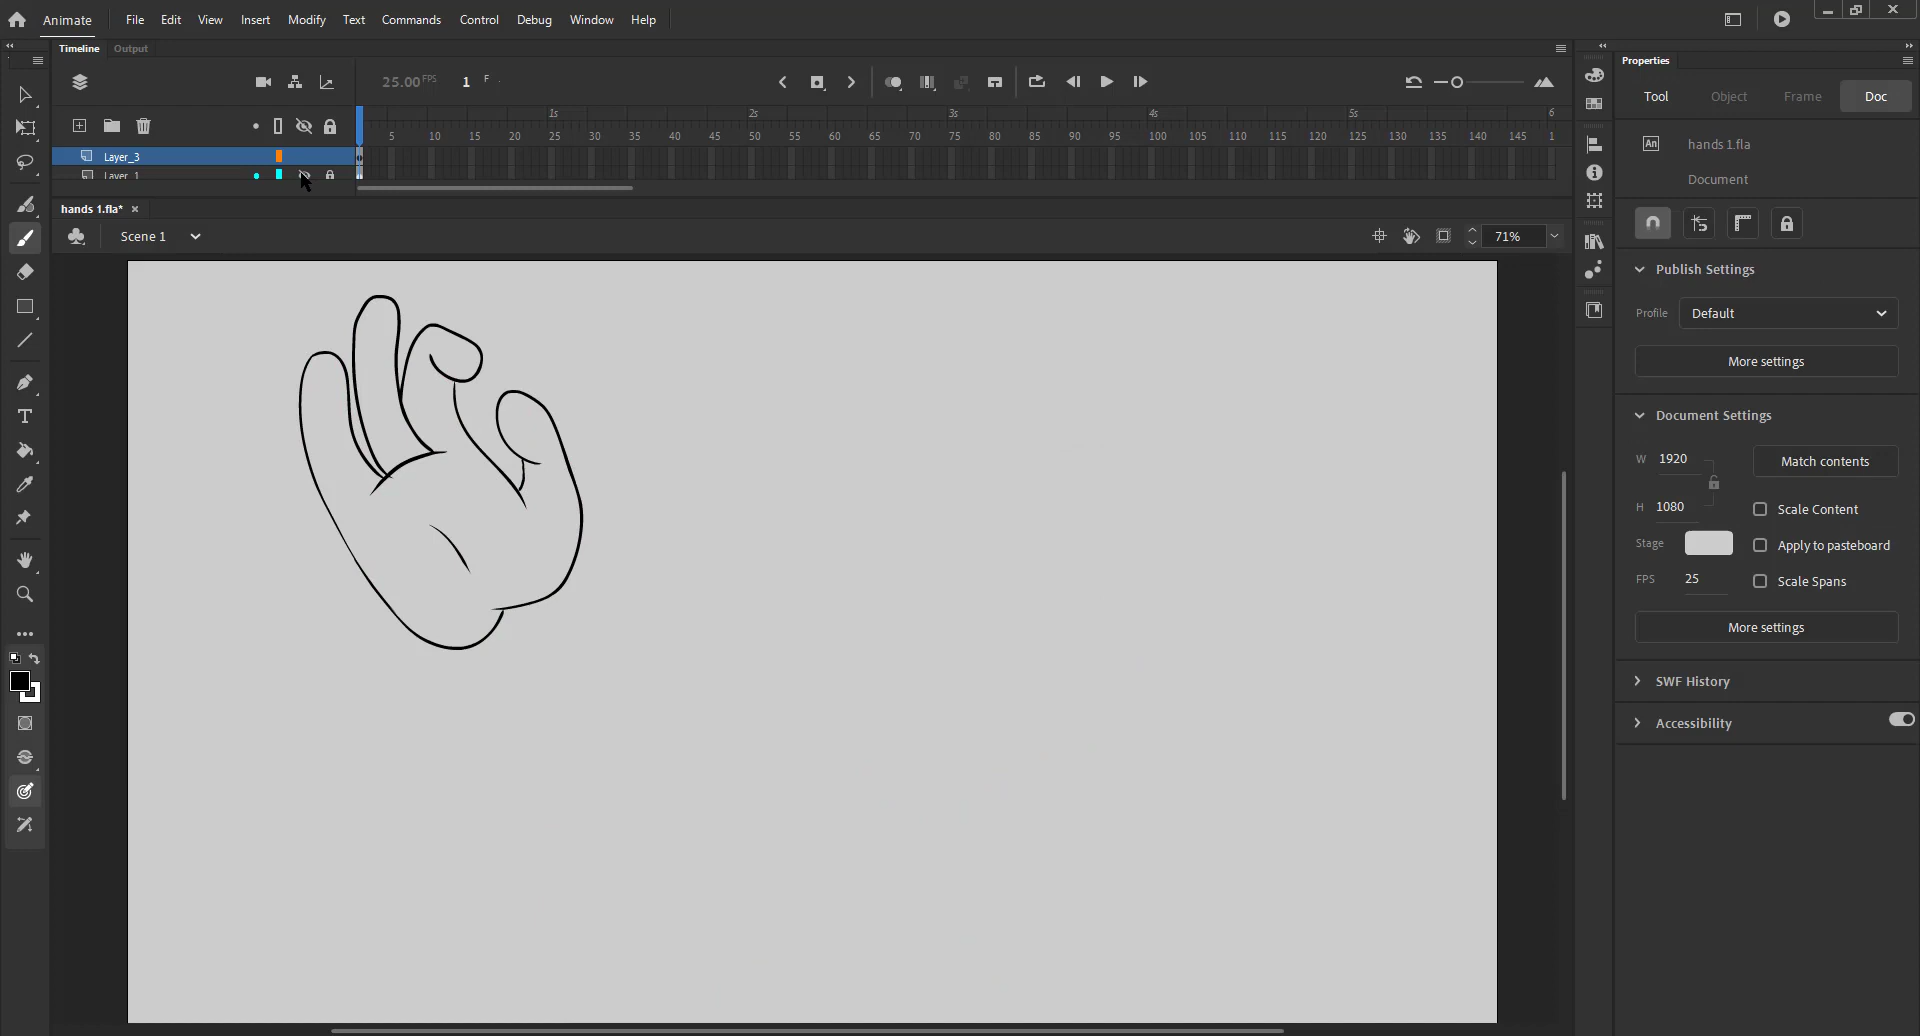 Animate File Edit View Insert Modify Text Commands Control Debug Window Help
Timeline Output
25.00 FPS 1 F
1s 2s 3s 4s 5s 6
5 10 15 20 25 30 35 40 45 50 55 60 65 70 75 80 85 90 95 100 105 110 115 120 125 130 135 140 145 1
Layer_3
Layer_1
hands 1.fla*
Scene 1
71%
Properties
Tool Object Frame Doc
An hands 1.fla
Document
Publish Settings
Profile Default
More settings
Document Settings
W 1920 Match contents
H 1080 Scale Content
Stage Apply to pasteboard
FPS 25 Scale Spans
More settings
SWF History
Accessibility